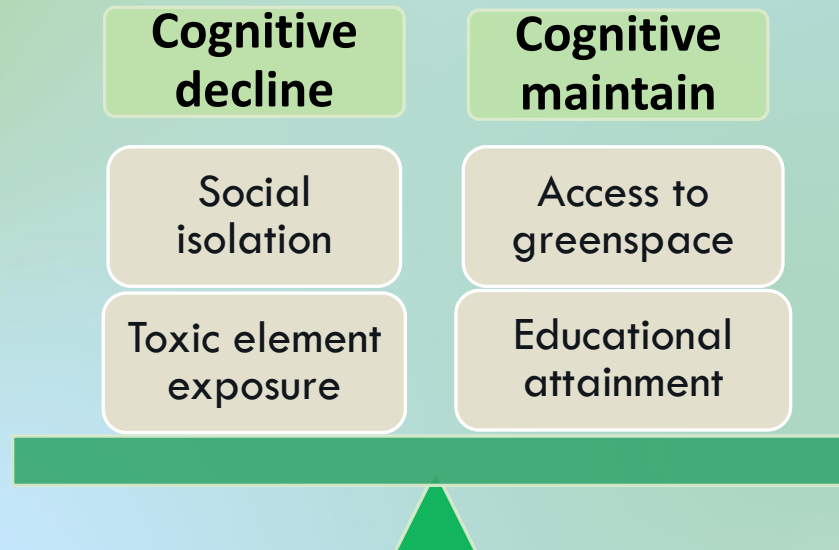 Cognitive
decline
Cognitive
maintain
Social
isolation
Access to
greenspace
Toxic element
exposure
Educational
attainment